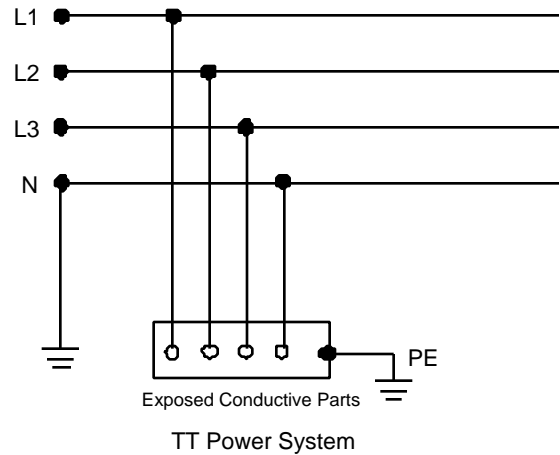 L1
L2
L3
N
PE
Exposed Conductive Parts
TT Power System